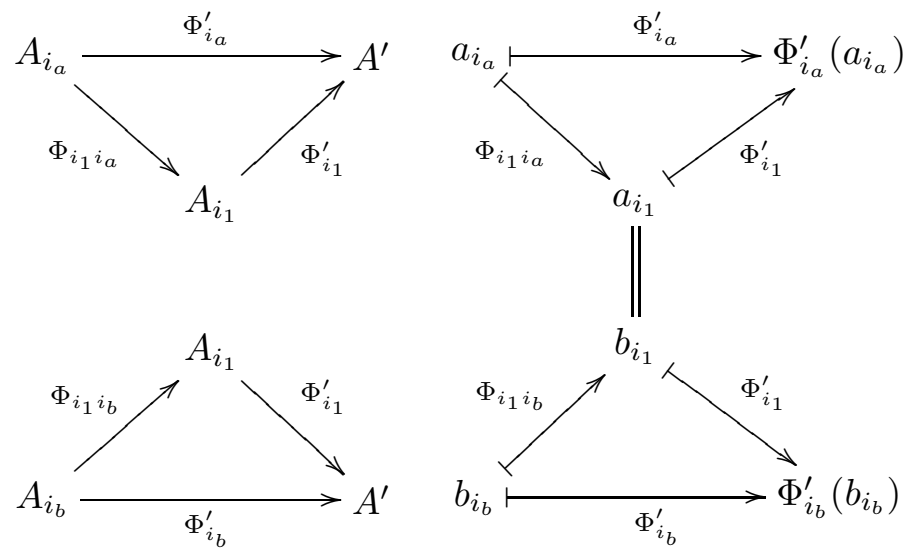 Φ′_{i_a} Φ′_{i_a}
A_{i_a} A′ a_{i_a} Φ′_{i_a}(a_{i_a})
Φ_{i_1 i_a} Φ′_{i_1} Φ_{i_1 i_a} Φ′_{i_1}
A_{i_1} a_{i_1}
A_{i_1} b_{i_1}
Φ_{i_1 i_b} Φ′_{i_1} Φ_{i_1 i_b} Φ′_{i_1}
A_{i_b} A′ b_{i_b} Φ′_{i_b}(b_{i_b})
Φ′_{i_b} Φ′_{i_b}